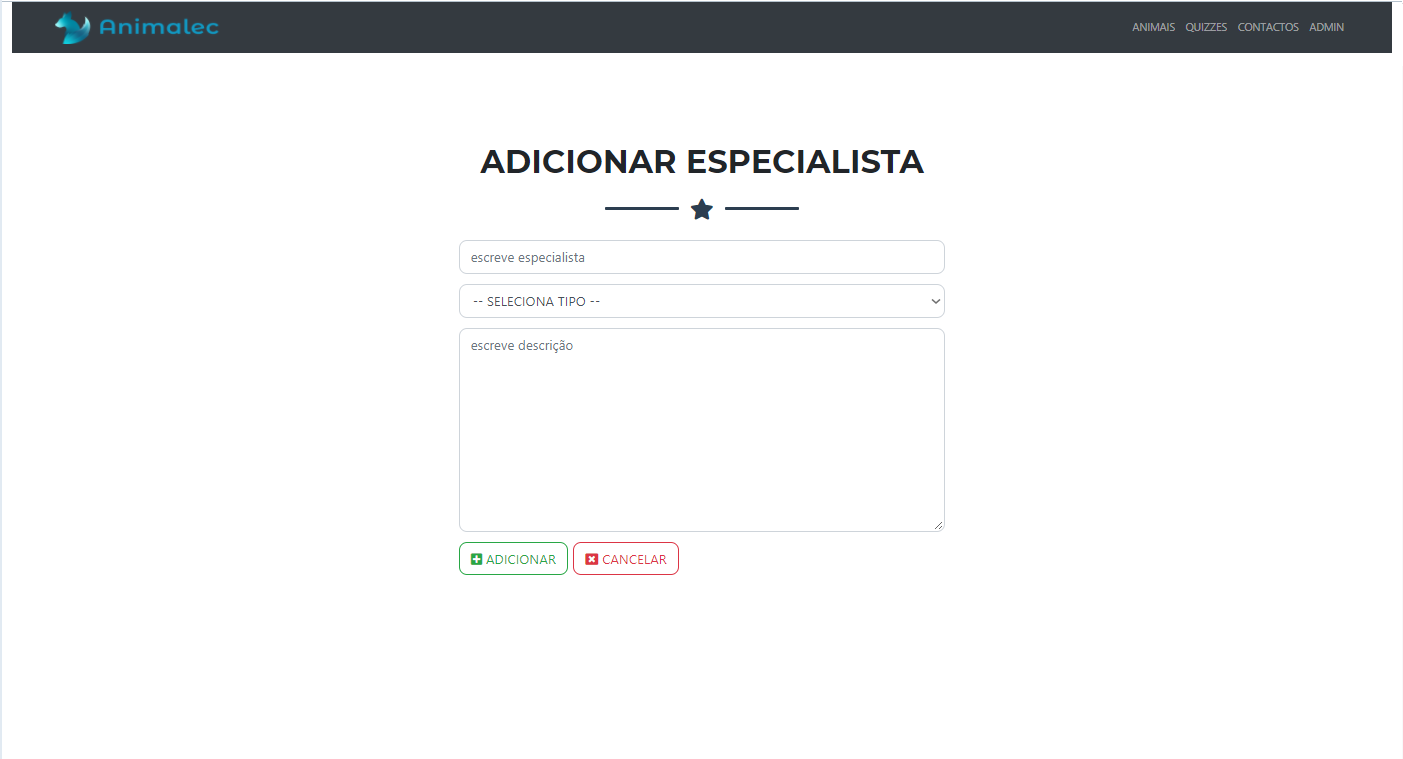 Animalec
ANIMAIS QUIZZES CONTACTOS ADMIN
ADICIONAR ESPECIALISTA
escreve especialista
-- SELECIONA TIPO --
escreve descrição
ADICIONAR CANCELAR